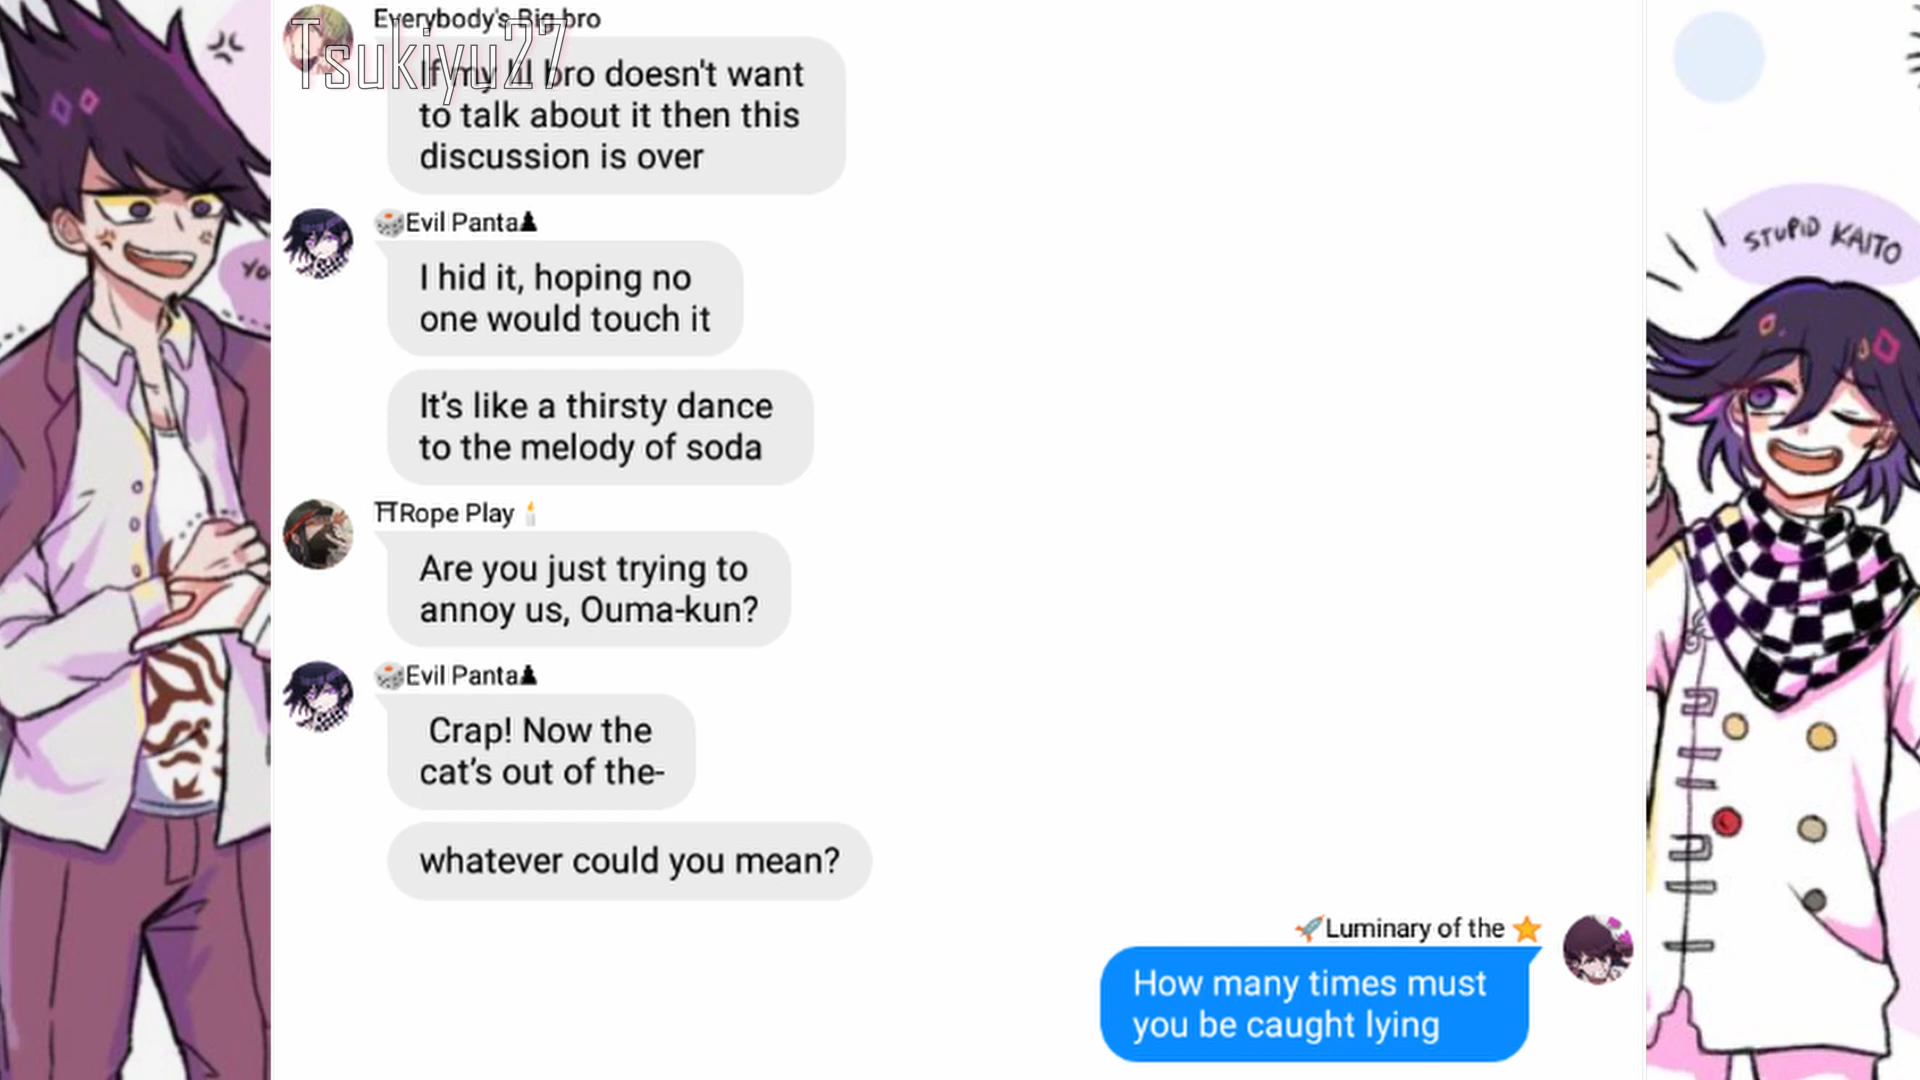 Everybody's Big bro
Tsukiyu27
If my lil bro doesn't want
to talk about it then this
discussion is over
🎲Evil Panta♟
I hid it, hoping no
one would touch it
It's like a thirsty dance
to the melody of soda
⛩Rope Play🕯
Are you just trying to
annoy us, Ouma-kun?
🎲Evil Panta♟
Crap! Now the
cat's out of the-
whatever could you mean?
🚀Luminary of the ⭐
How many times must
you be caught lying
YO
STUPID KAITO